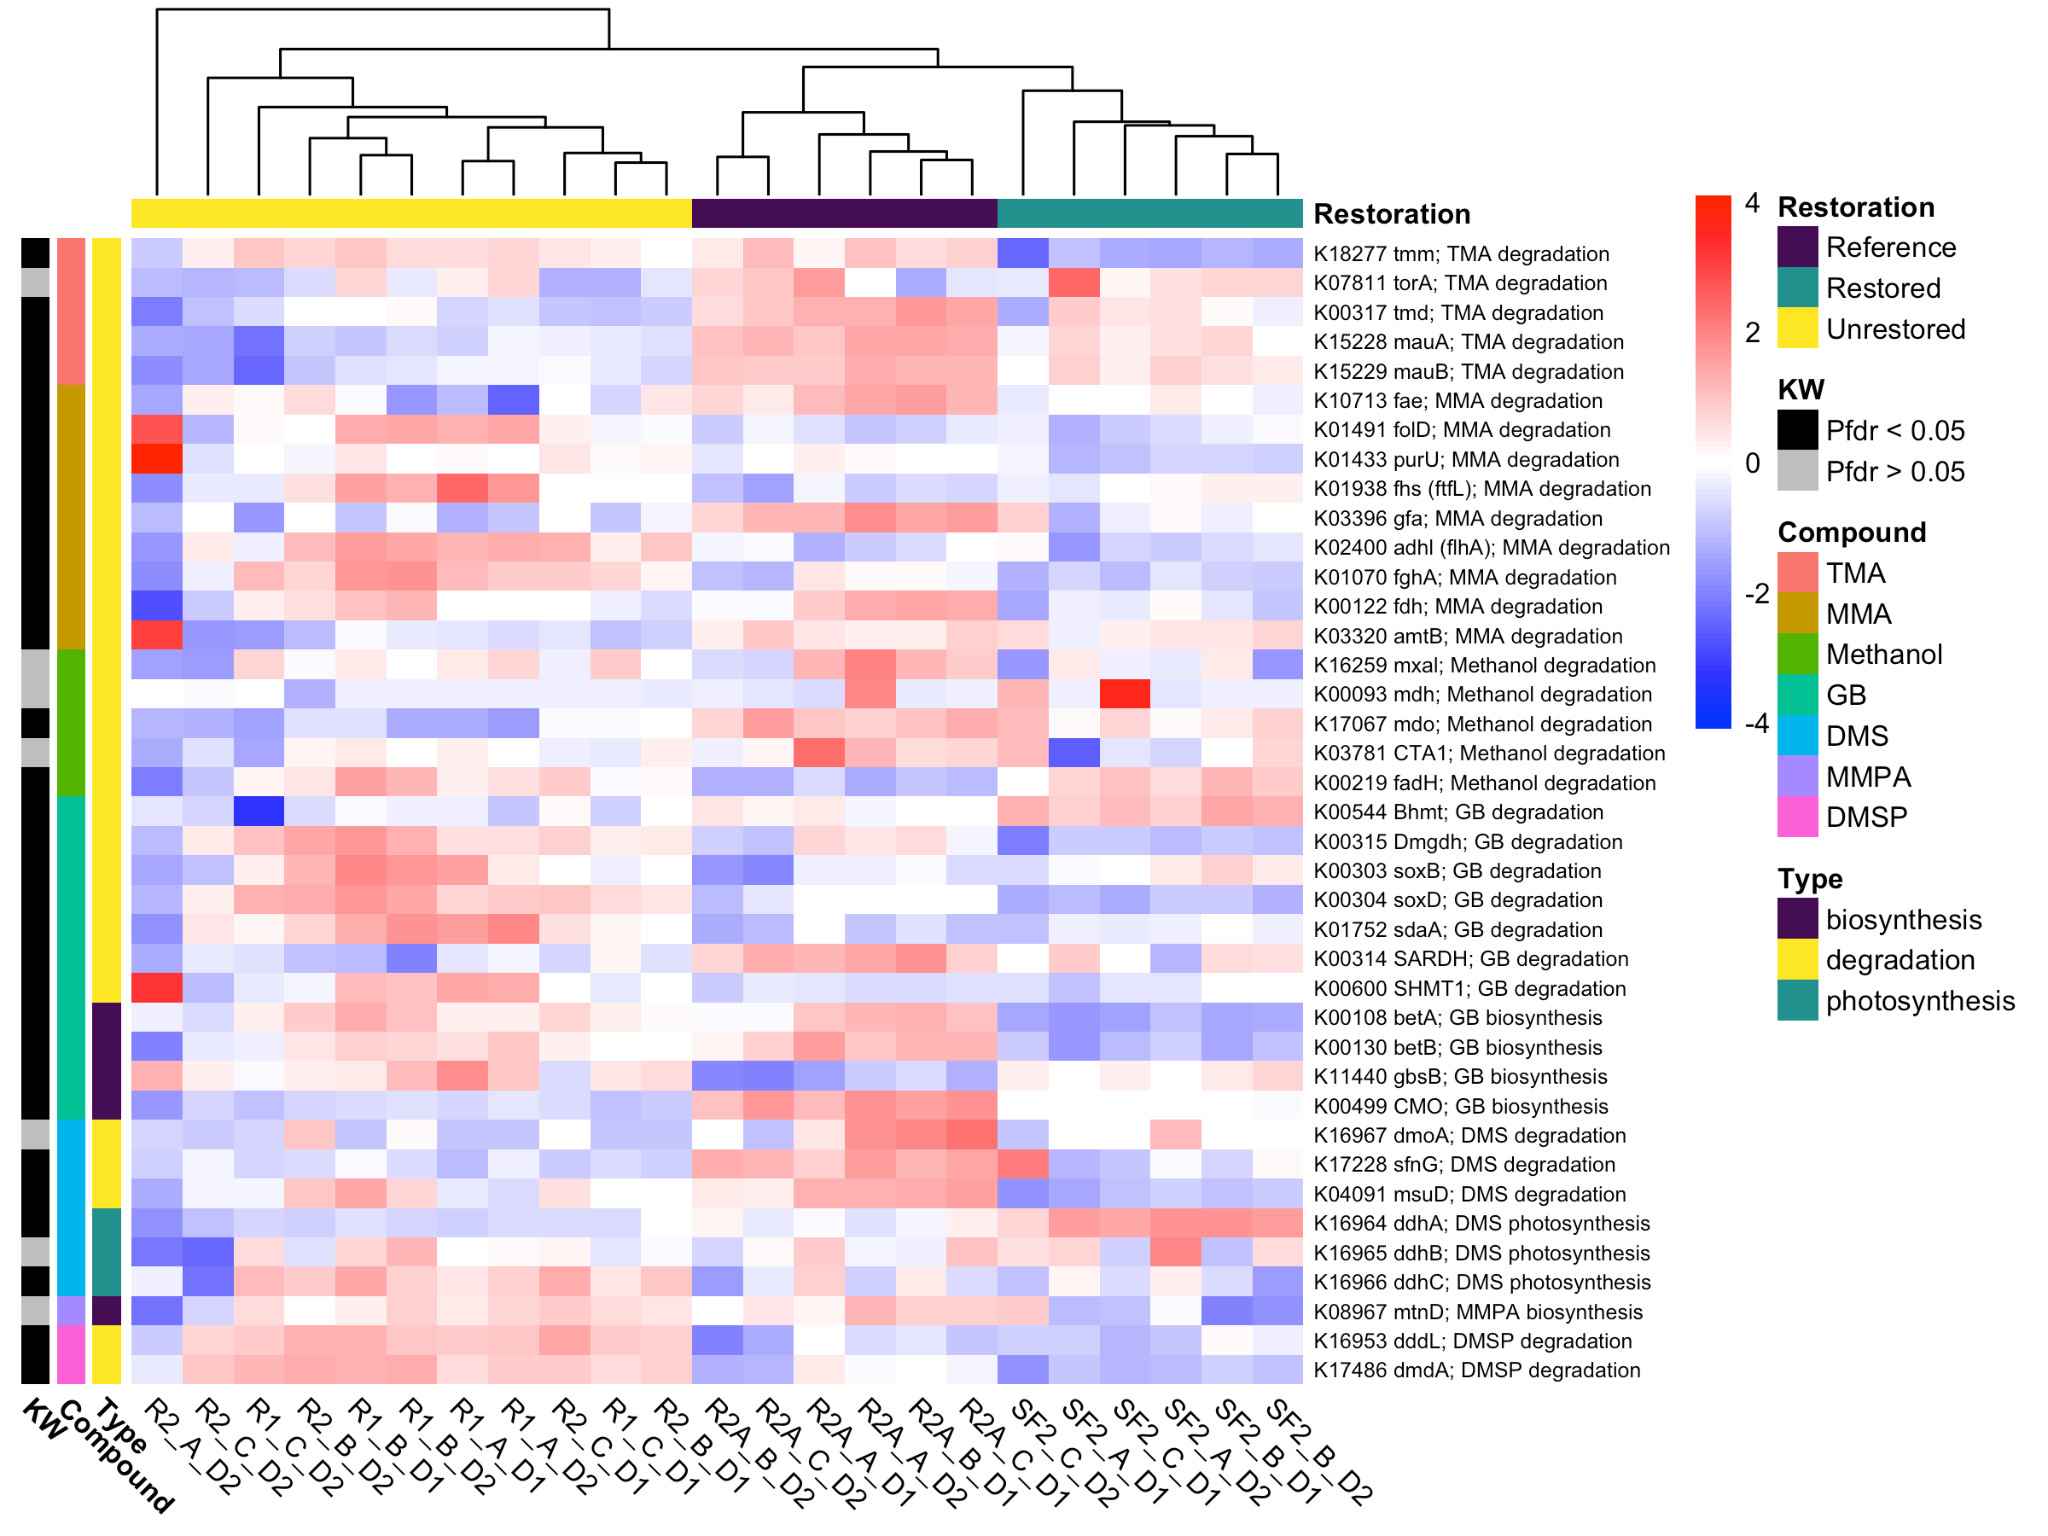 Restoration
K18277 tmm; TMA degradation
K07811 torA; TMA degradation
K00317 tmd; TMA degradation
K15228 mauA; TMA degradation
K15229 mauB; TMA degradation
K10713 fae; MMA degradation
K01491 folD; MMA degradation
K01433 purU; MMA degradation
K01938 fhs (ftfL); MMA degradation
K03396 gfa; MMA degradation
K02400 adhI (flhA); MMA degradation
K01070 fghA; MMA degradation
K00122 fdh; MMA degradation
K03320 amtB; MMA degradation
K16259 mxaI; Methanol degradation
K00093 mdh; Methanol degradation
K17067 mdo; Methanol degradation
K03781 CTA1; Methanol degradation
K00219 fadH; Methanol degradation
K00544 Bhmt; GB degradation
K00315 Dmgdh; GB degradation
K00303 soxB; GB degradation
K00304 soxD; GB degradation
K01752 sdaA; GB degradation
K00314 SARDH; GB degradation
K00600 SHMT1; GB degradation
K00108 betA; GB biosynthesis
K00130 betB; GB biosynthesis
K11440 gbsB; GB biosynthesis
K00499 CMO; GB biosynthesis
K16967 dmoA; DMS degradation
K17228 sfnG; DMS degradation
K04091 msuD; DMS degradation
K16964 ddhA; DMS photosynthesis
K16965 ddhB; DMS photosynthesis
K16966 ddhC; DMS photosynthesis
K08967 mtnD; MMPA biosynthesis
K16953 dddL; DMSP degradation
K17486 dmdA; DMSP degradation
KW
Compound
Type
R2_A_D2
R2_C_D2
R1_C_D2
R2_B_D2
R1_B_D1
R1_B_D2
R1_A_D1
R1_A_D2
R2_C_D1
R1_C_D1
R2_B_D1
R2A_B_D2
R2A_C_D2
R2A_A_D1
R2A_A_D2
R2A_B_D1
R2A_C_D1
SF2_C_D2
SF2_A_D1
SF2_C_D1
SF2_A_D2
SF2_B_D1
SF2_B_D2
4
2
0
-2
-4
Restoration
Reference
Restored
Unrestored
KW
Pfdr < 0.05
Pfdr > 0.05
Compound
TMA
MMA
Methanol
GB
DMS
MMPA
DMSP
Type
biosynthesis
degradation
photosynthesis